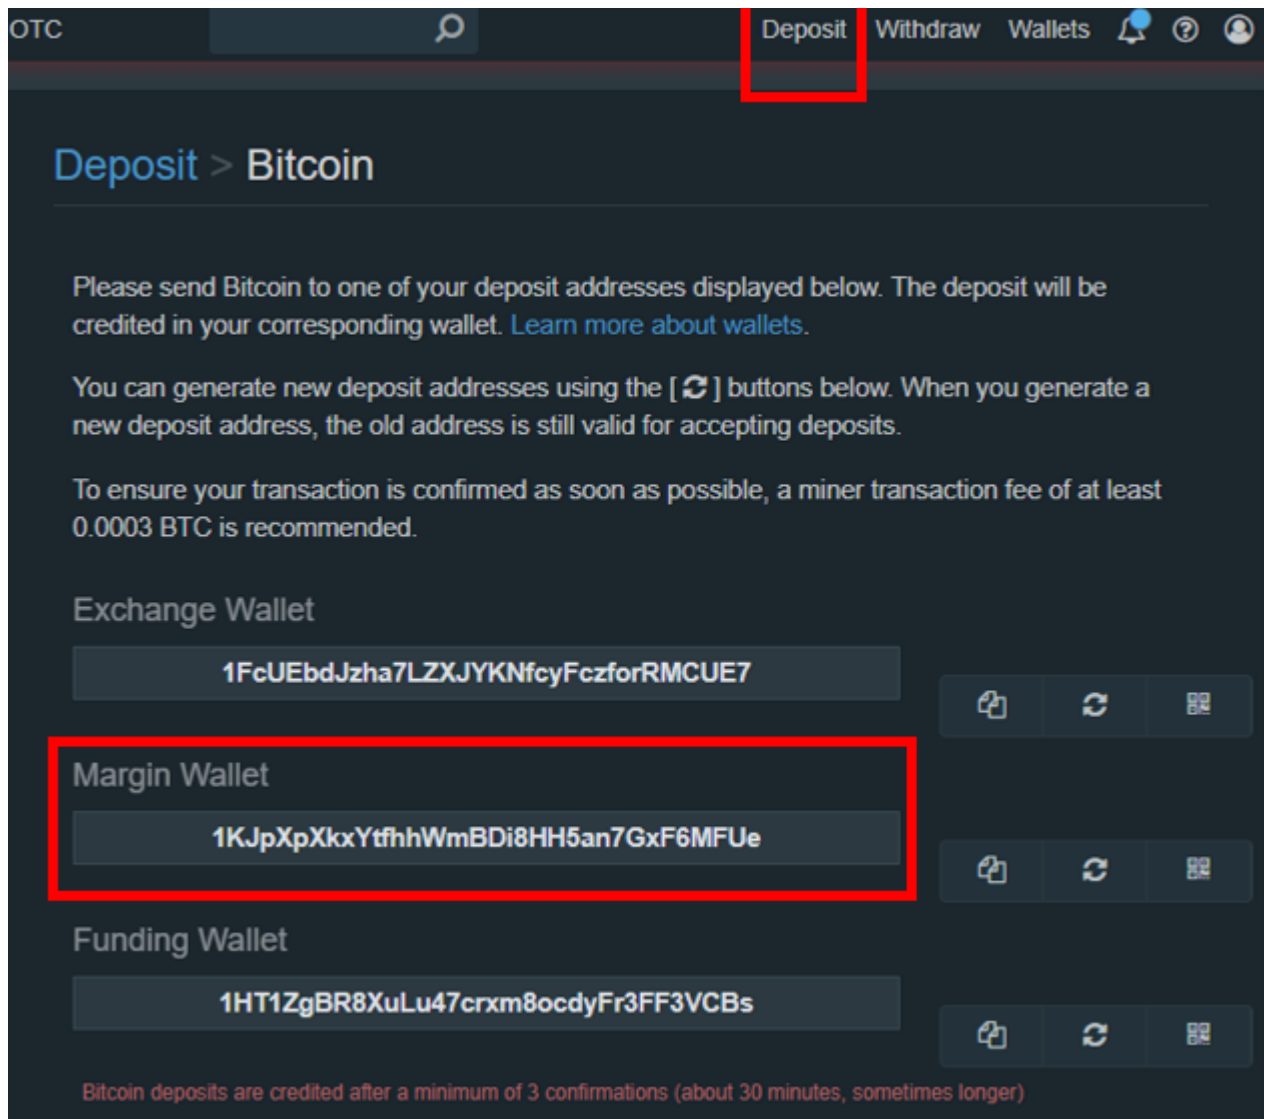 OTC Deposit Withdraw Wallets
Deposit > Bitcoin
Please send Bitcoin to one of your deposit addresses displayed below. The deposit will be
credited in your corresponding wallet. Learn more about wallets.
You can generate new deposit addresses using the [ ] buttons below. When you generate a
new deposit address, the old address is still valid for accepting deposits.
To ensure your transaction is confirmed as soon as possible, a miner transaction fee of at least
0.0003 BTC is recommended.
Exchange Wallet
1FcUEbdJzha7LZXJYKNfcyFczforRMCUE7
Margin Wallet
1KJpXpXkxYtfhhWmBDi8HH5an7GxF6MFUe
Funding Wallet
1HT1ZgBR8XuLu47crxm8ocdyFr3FF3VCBs
Bitcoin deposits are credited after a minimum of 3 confirmations (about 30 minutes, sometimes longer)